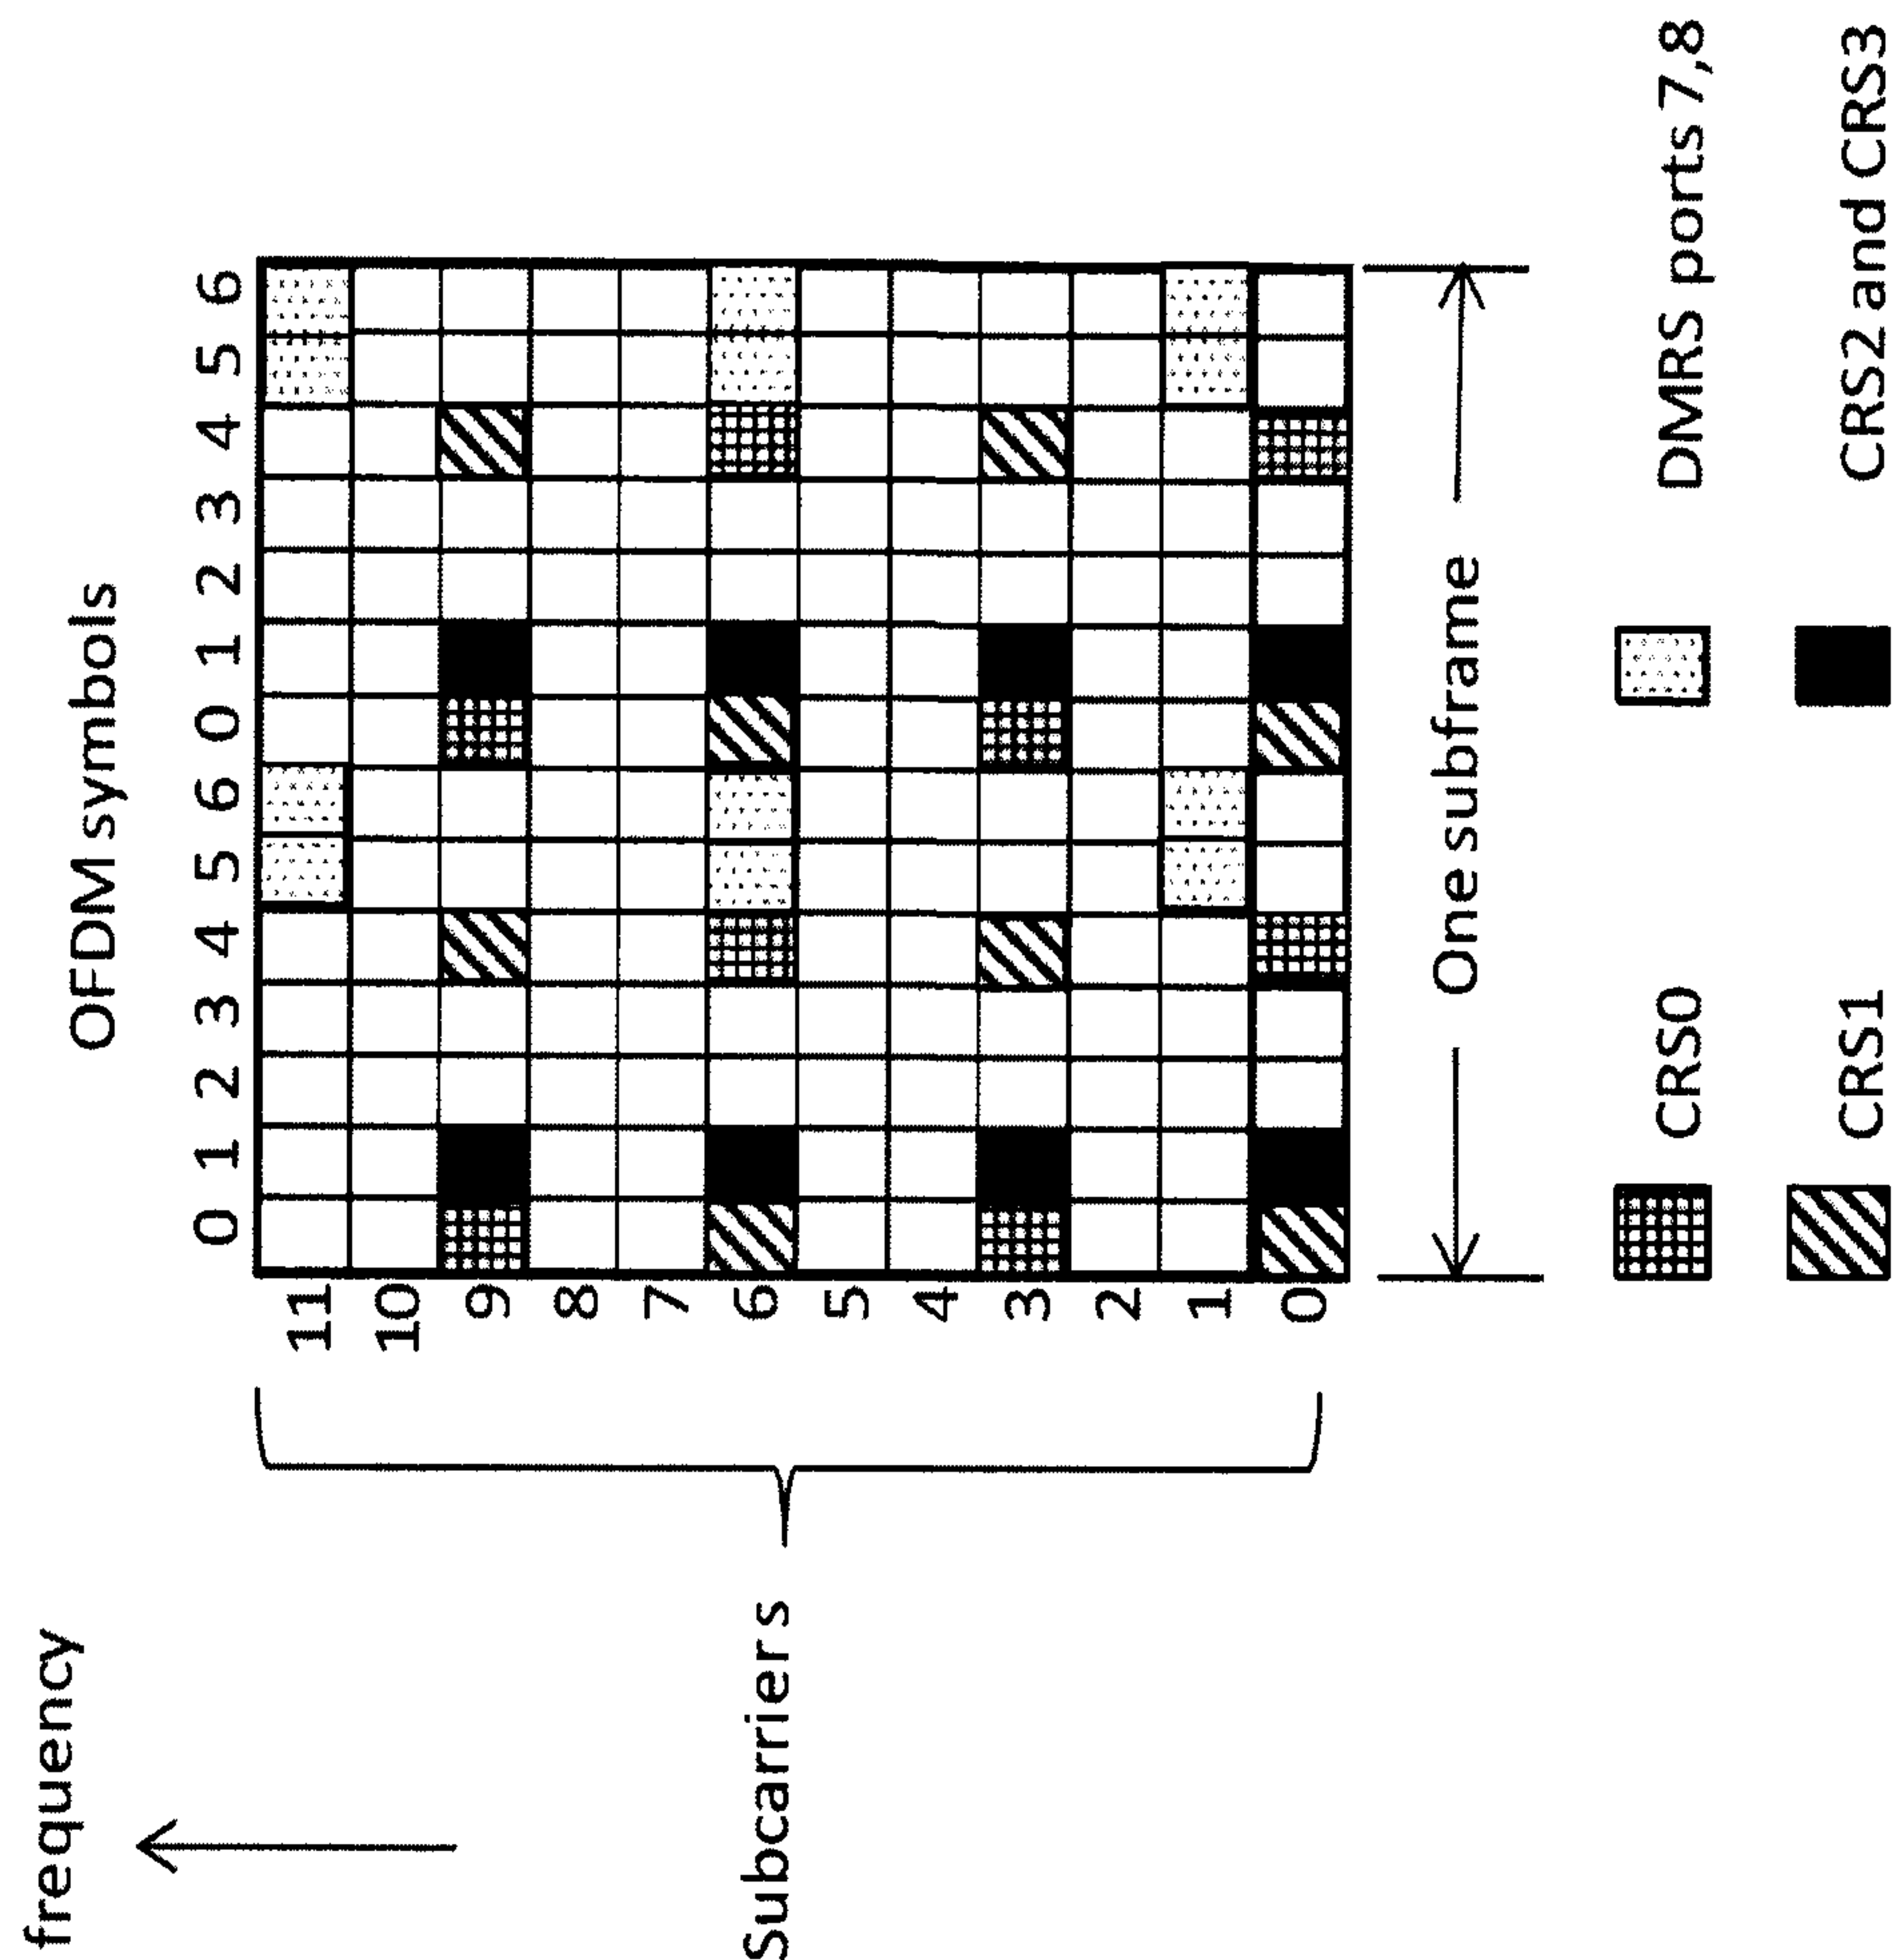 frequency
OFDM symbols
0 1 2 3 4 5 6 0 1 2 3 4 5 6
Subcarriers
11
10
9
8
7
6
5
4
3
2
1
0
One subframe
CRS0
DMRS ports 7,8
CRS1
CRS2 and CRS3